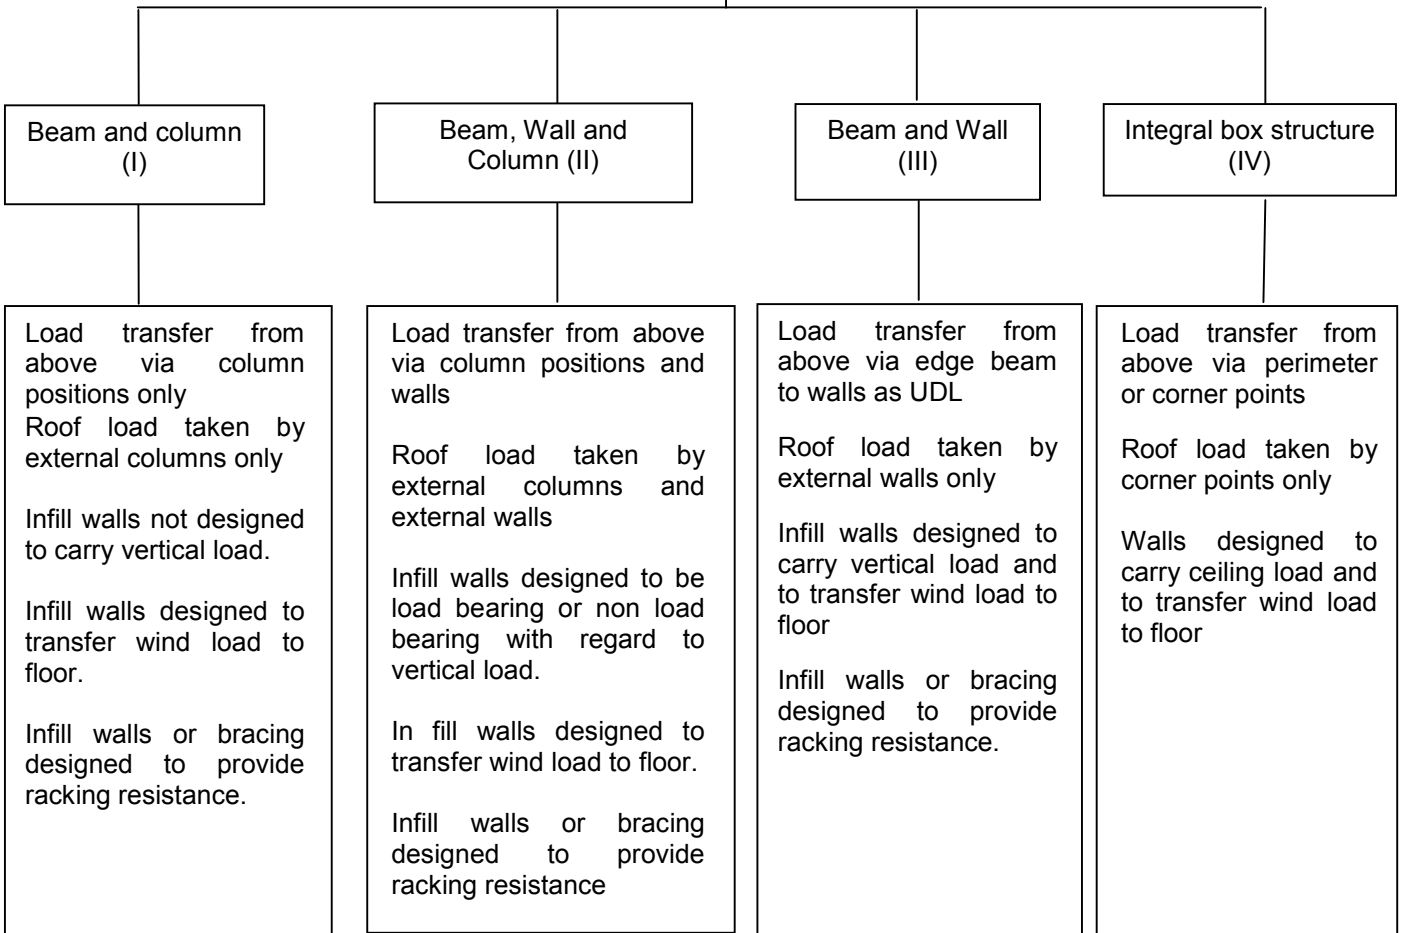 Beam and column
(I)
Beam, Wall and
Column (II)
Beam and Wall
(III)
Integral box structure
(IV)
Load transfer from
above via column
positions only
Roof load taken by
external columns only
Infill walls not designed
to carry vertical load.
Infill walls designed to
transfer wind load to
floor.
Infill walls or bracing
designed to provide
racking resistance.
Load transfer from above
via column positions and
walls
Roof load taken by
external columns and
external walls
Infill walls designed to be
load bearing or non load
bearing with regard to
vertical load.
In fill walls designed to
transfer wind load to floor.
Infill walls or bracing
designed to provide
racking resistance
Load transfer from
above via edge beam
to walls as UDL
Roof load taken by
external walls only
Infill walls designed to
carry vertical load and
to transfer wind load to
floor
Infill walls or bracing
designed to provide
racking resistance.
Load transfer from
above via perimeter
or corner points
Roof load taken by
corner points only
Walls designed to
carry ceiling load and
to transfer wind load
to floor